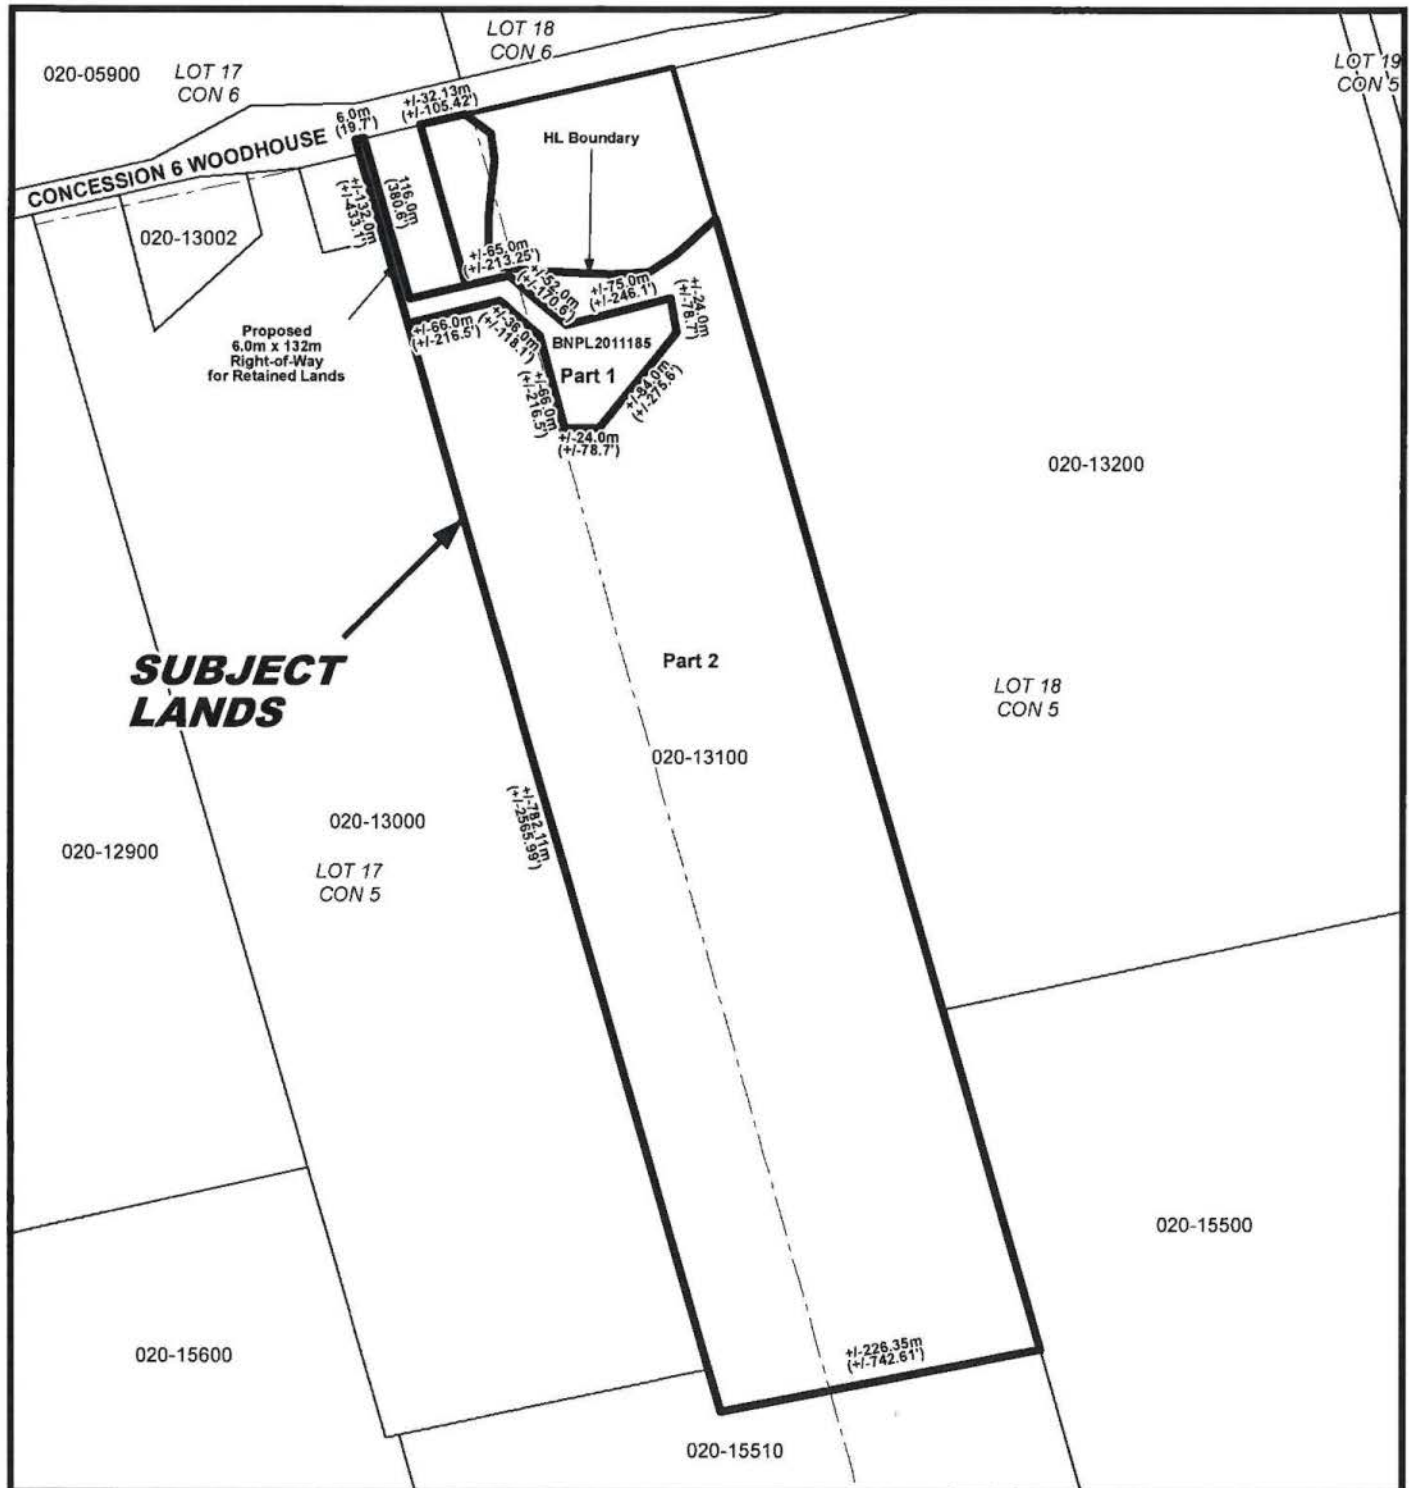 LOT 18
CON 6
020-05900
LOT 17
CON 6
LOT 19
CON 5
+/-32.13m
(+/-105.42')
6.0m
(19.7')
CONCESSION 6 WOODHOUSE
HL Boundary
116.0m
(380.6')
+/-132.0m
(+/-433.1')
020-13002
+/-65.0m
(+/-213.25')
+/-52.0m
(+/-170.6')
+/-75.0m
(+/-246.1')
+/-24.0m
(+/-78.7')
Proposed
6.0m x 132m
Right-of-Way
for Retained Lands
+/-66.0m
(+/-216.5')
+/-36.0m
(+/-118.1')
BNPL2011185
Part 1
+/-66.0m
(+/-216.5')
+/-84.0m
(+/-275.6')
+/-24.0m
(+/-78.7')
020-13200
SUBJECT
LANDS
Part 2
LOT 18
CON 5
020-13100
+/-782.11m
(+/-2565.99')
020-13000
020-12900
LOT 17
CON 5
020-15500
+/-226.35m
(+/-742.61')
020-15600
020-15510